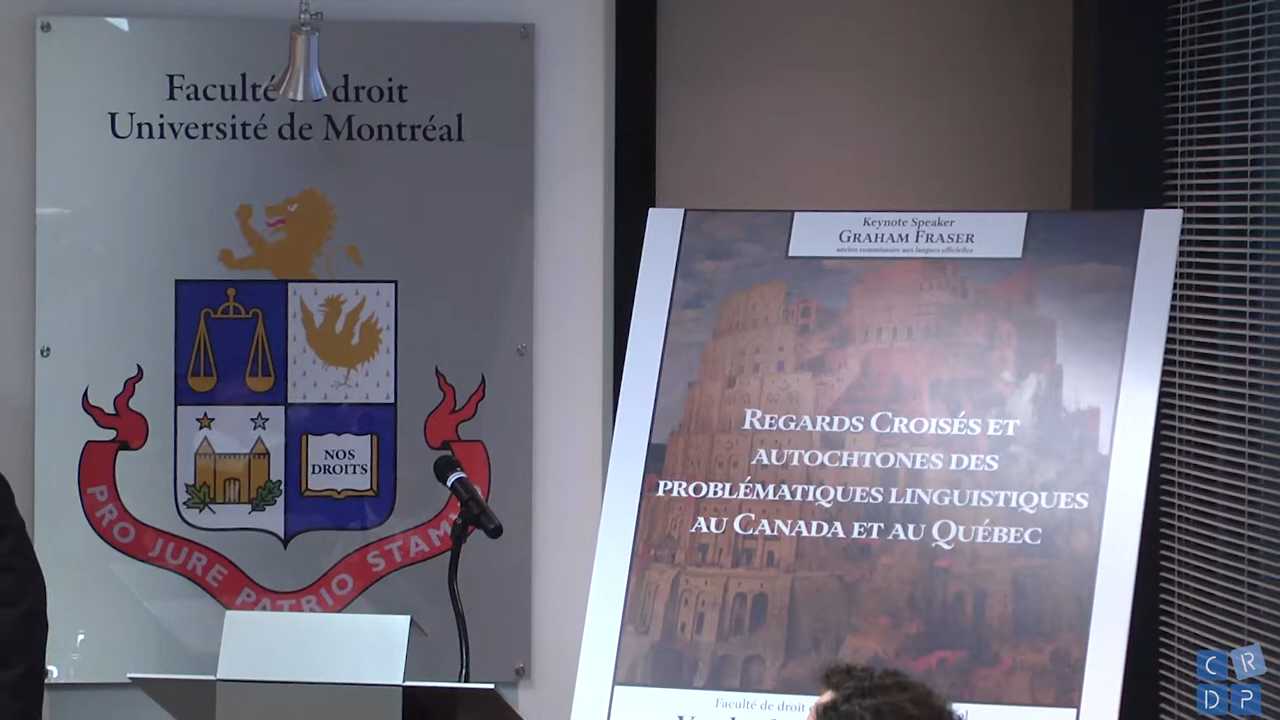 Faculté de droit
Université de Montréal
NOS
DROITS
PRO JURE PATRIO STAM
Keynote Speaker
GRAHAM FRASER
ancien commissaire aux langues officielles
REGARDS CROISÉS ET
AUTOCHTONES DES
PROBLÉMATIQUES LINGUISTIQUES
AU CANADA ET AU QUÉBEC
Faculté de droit
C R
D P